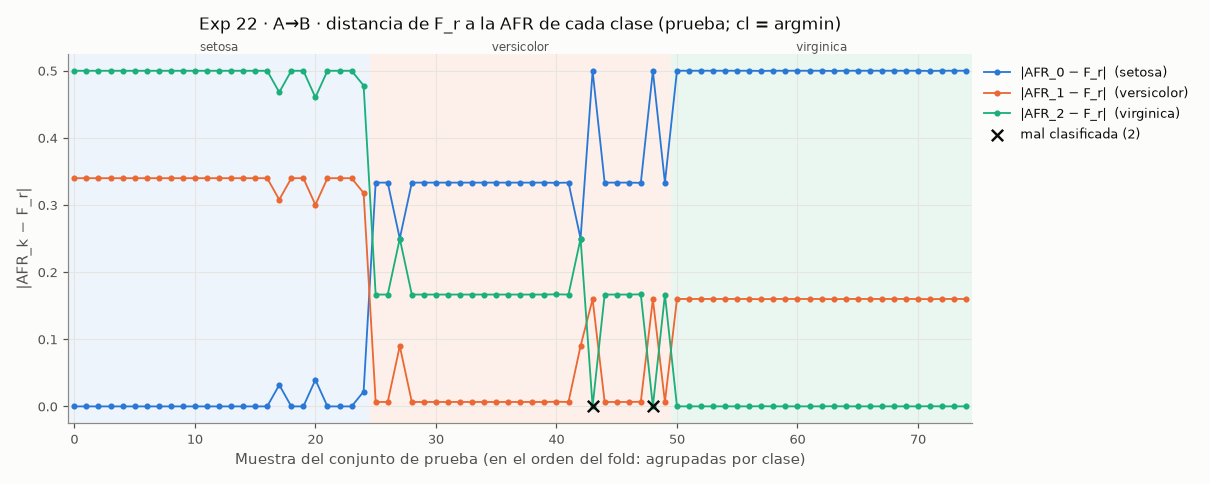 Exp 22 · A→B · distancia de F_r a la AFR de cada clase (prueba; cl = argmin)
setosa versicolor virginica
0.5
0.4
0.3
0.2
0.1
0.0
|AFR_k − F_r|
0 10 20 30 40 50 60 70
Muestra del conjunto de prueba (en el orden del fold: agrupadas por clase)
|AFR_0 − F_r| (setosa)
|AFR_1 − F_r| (versicolor)
|AFR_2 − F_r| (virginica)
mal clasificada (2)